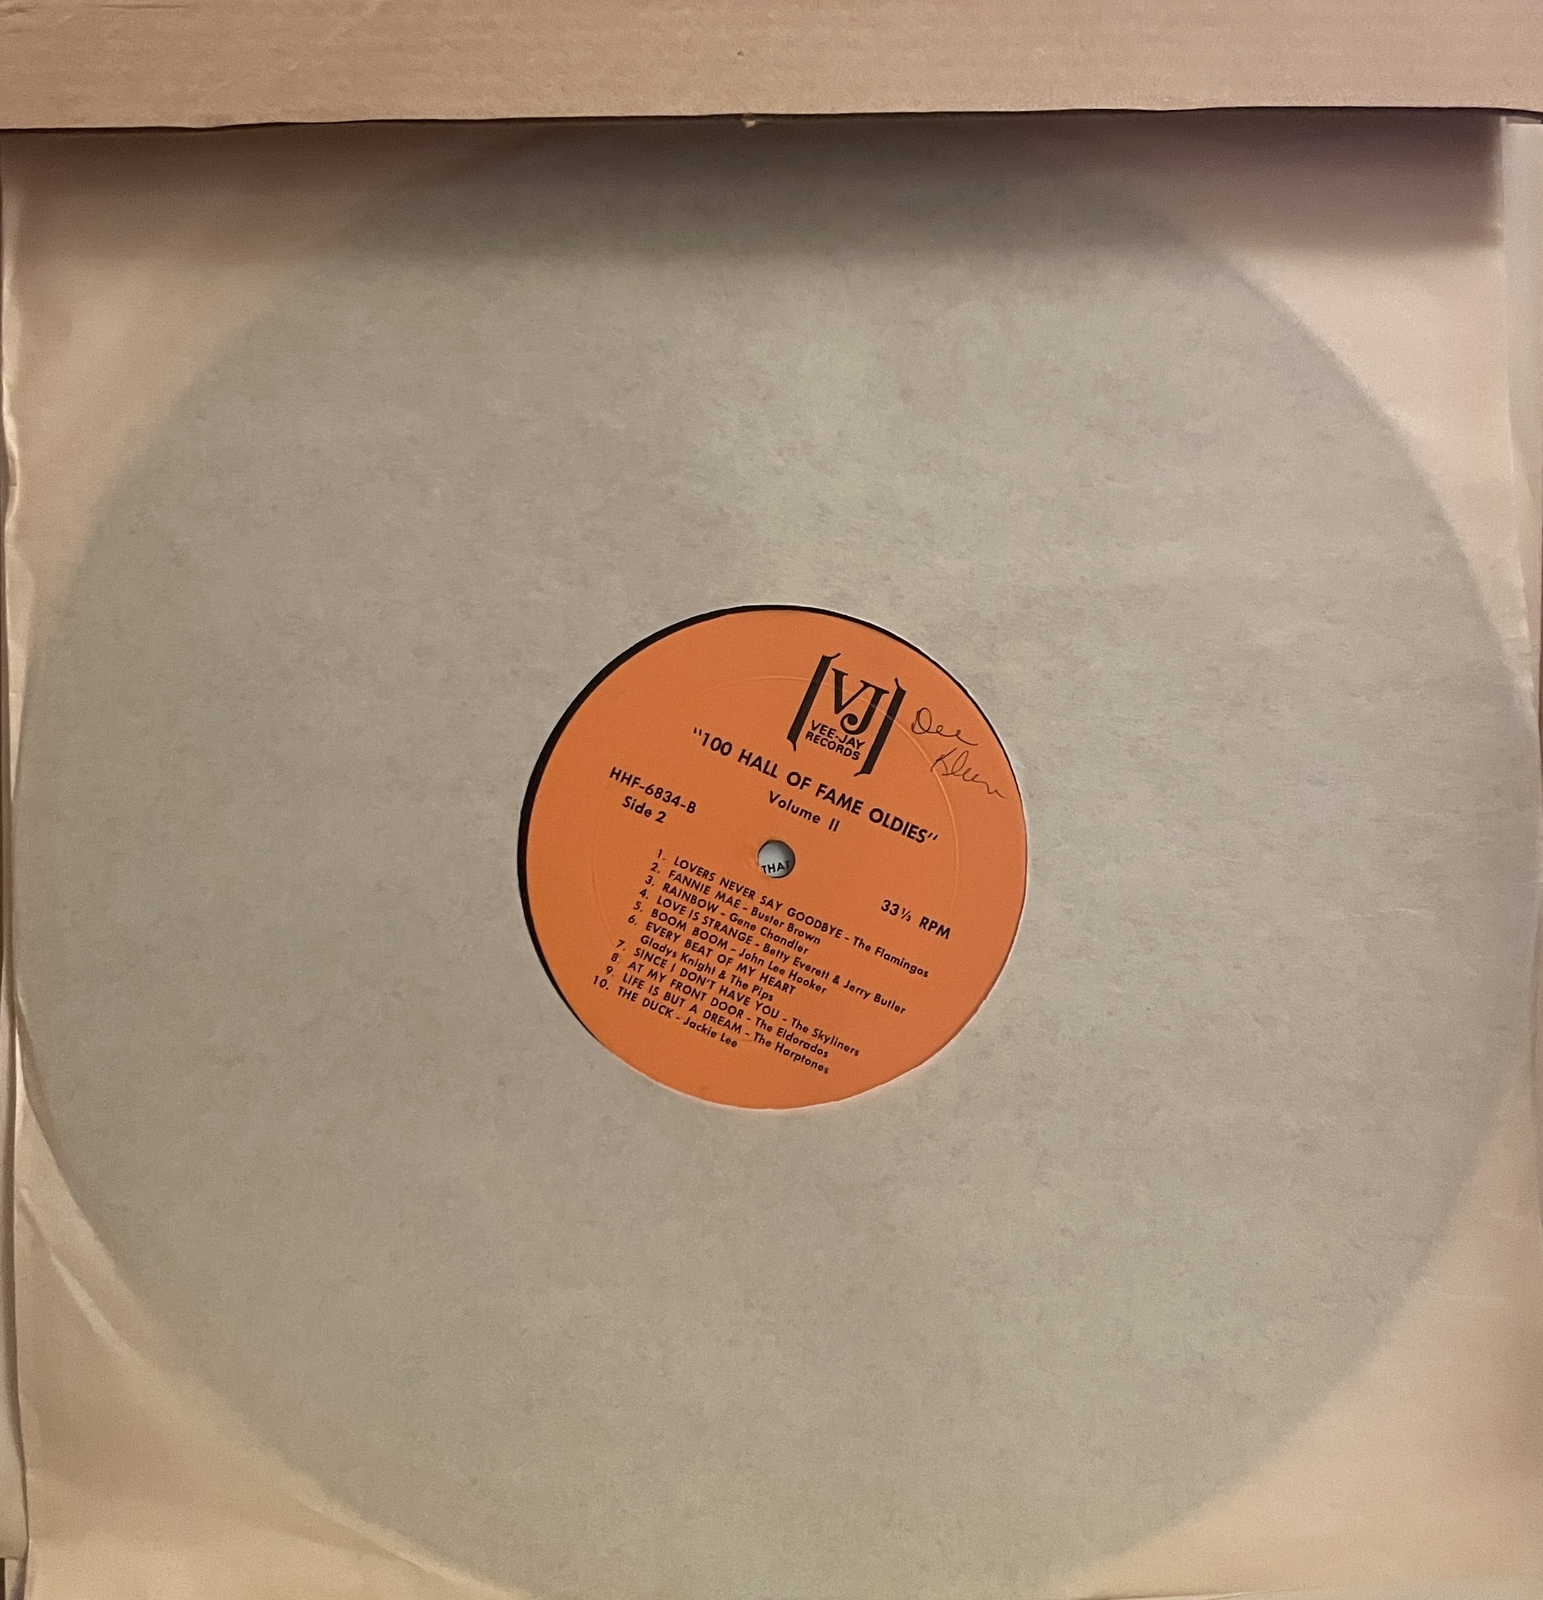 VJ
VEE-JAY
RECORDS
Dee
"100 HALL OF FAME OLDIES"
Volume II
HHF-6834-B
Side 2
THAT
33⅓ RPM
1. LOVERS NEVER SAY GOODBYE - The Flamingos
2. FANNIE MAE - Buster Brown
3. RAINBOW - Gene Chandler
4. LOVE IS STRANGE - Betty Everett & Jerry Butler
5. BOOM BOOM - John Lee Hooker
6. EVERY BEAT OF MY HEART
Gladys Knight & The Pips
7. SINCE I DON'T HAVE YOU - The Skyliners
8. AT MY FRONT DOOR - The Eldorados
9. LIFE IS BUT A DREAM - The Harptones
10. THE DUCK - Jackie Lee